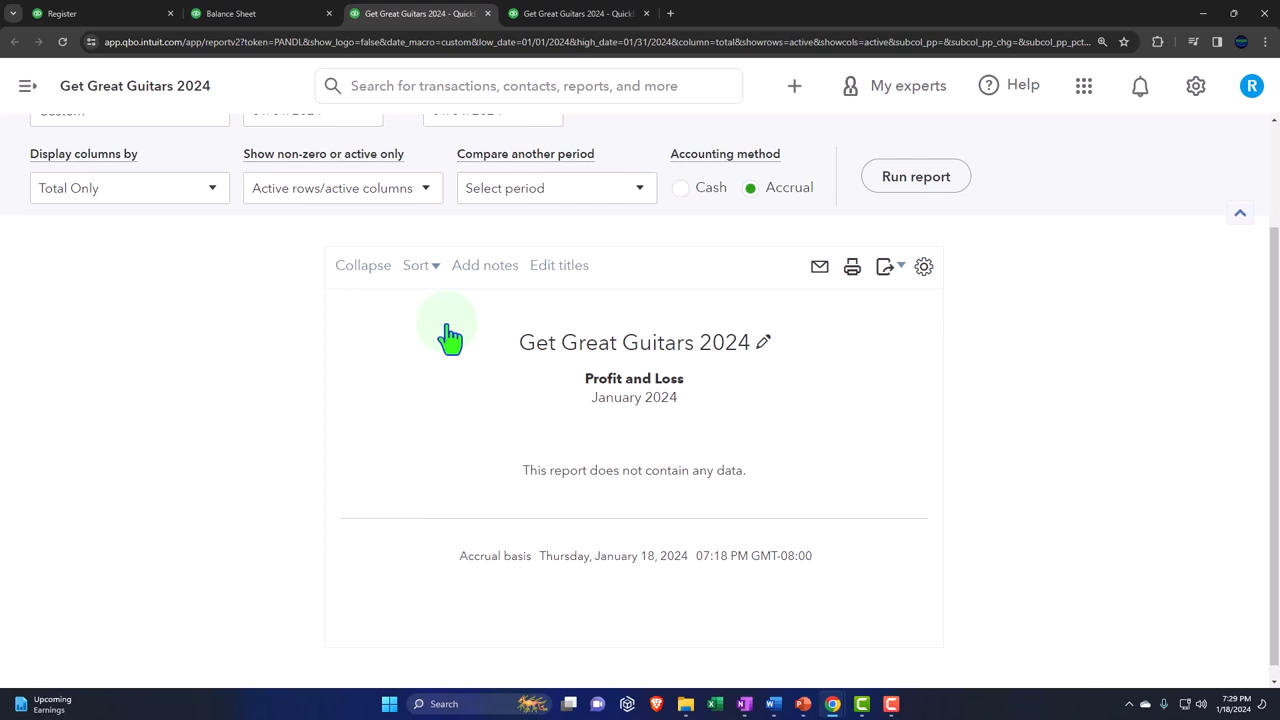 Register
Balance Sheet
Get Great Guitars 2024 - Quick
Get Great Guitars 2024 - Quick
app.qbo.intuit.com/app/reportv2?token=PANDL&show_logo=false&date_macro=custom&low_date=01/01/2024&high_date=01/31/2024&column=total&showrows=active&showcols=active&subcol_pp=&subcol_pp_chg=&subcol_pp_pct...
Get Great Guitars 2024
Search for transactions, contacts, reports, and more
My experts
Help
R
Display columns by
Show non-zero or active only
Compare another period
Accounting method
Total Only
Active rows/active columns
Select period
Cash
Accrual
Run report
Collapse
Sort
Add notes
Edit titles
Get Great Guitars 2024
Profit and Loss
January 2024
This report does not contain any data.
Accrual basis Thursday, January 18, 2024 07:18 PM GMT-08:00
Upcoming
Earnings
Search
7:29 PM
1/18/2024